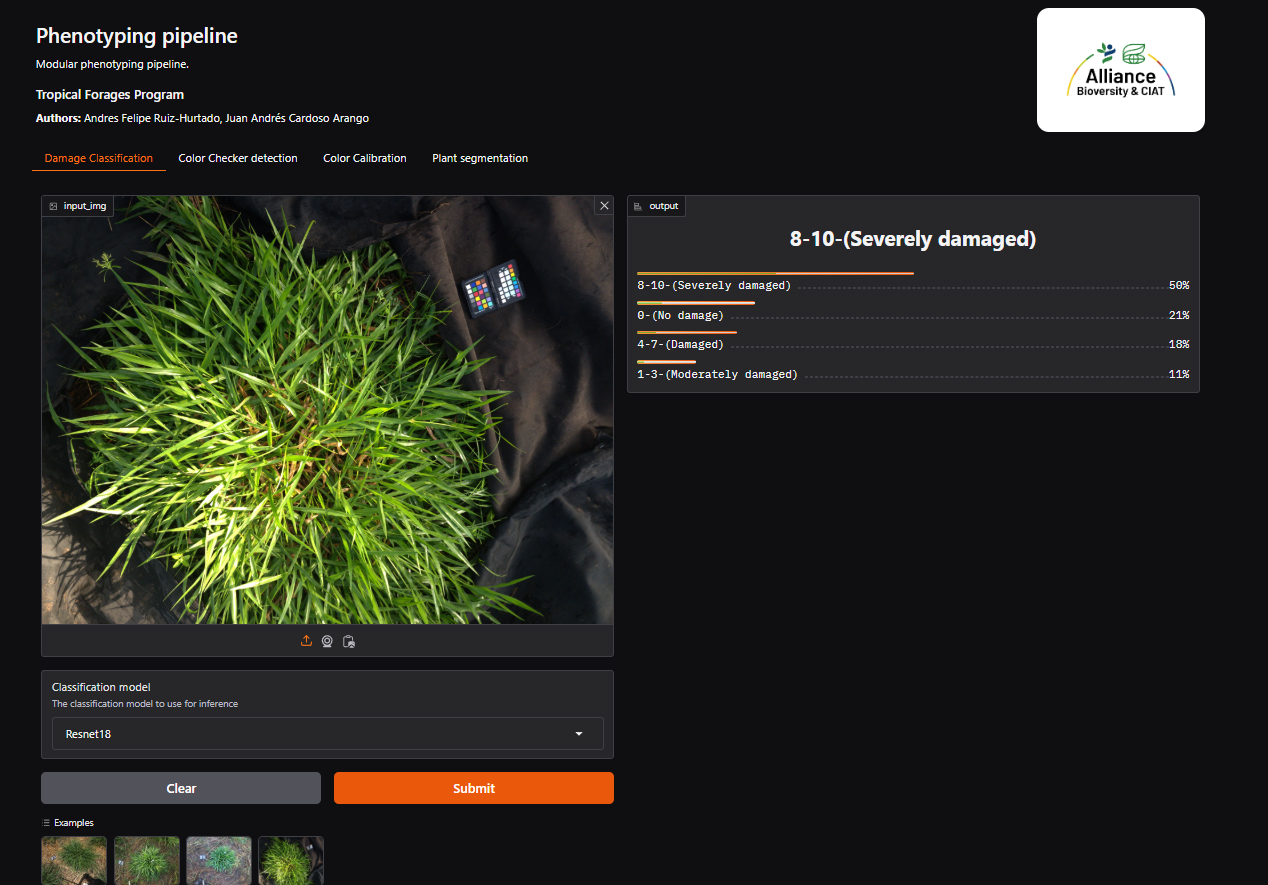 Phenotyping pipeline
Modular phenotyping pipeline.
Tropical Forages Program
Authors: Andres Felipe Ruiz-Hurtado, Juan Andrés Cardoso Arango
Alliance
Bioversity & CIAT
Damage Classification Color Checker detection Color Calibration Plant segmentation
input_img
output
8-10-(Severely damaged)
8-10-(Severely damaged) 50%
0-(No damage) 21%
4-7-(Damaged) 18%
1-3-(Moderately damaged) 11%
Classification model
The classification model to use for inference
Resnet18
Clear Submit
Examples